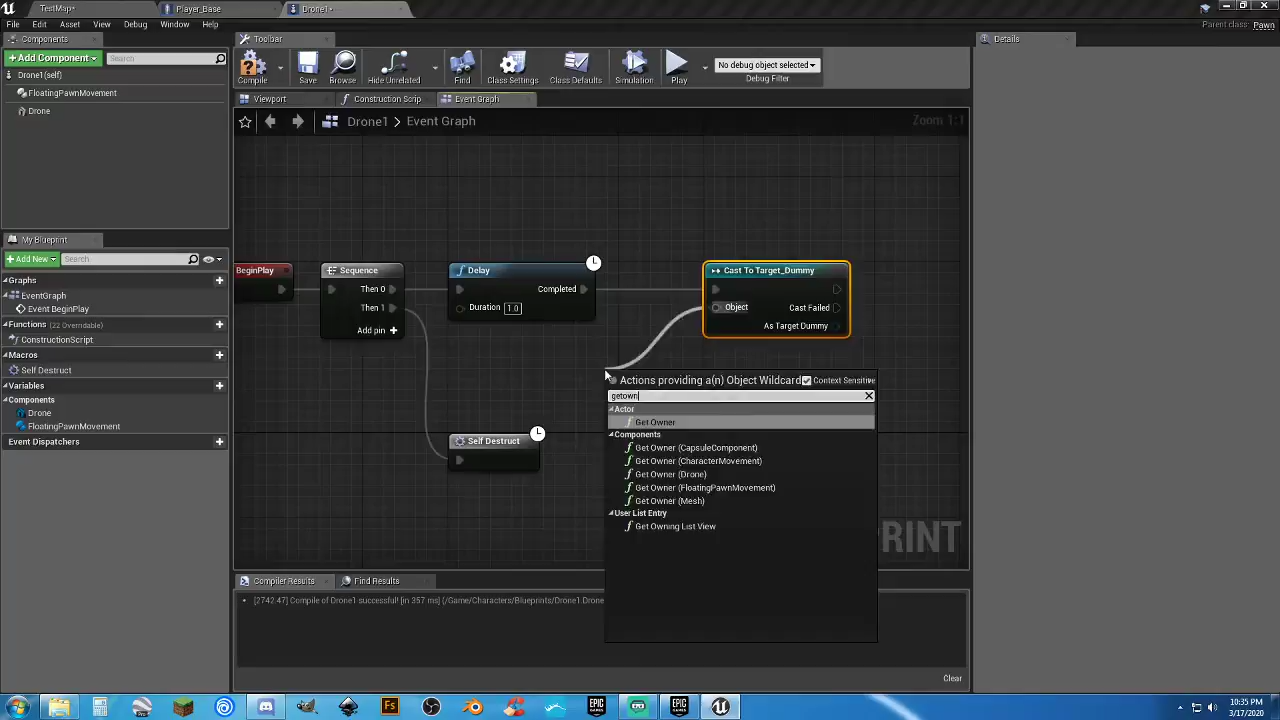 TestMap*
Player_Base
Drone1*
File
Edit
Asset
View
Debug
Window
Help
Parent class: Pawn
Components
Toolbar
Details
+Add Component
Search
Drone1(self)
FloatingPawnMovement
Drone
Compile
Save
Browse
Hide Unrelated
Find
Class Settings
Class Defaults
Simulation
Play
No debug object selected
Debug Filter
Viewport
Construction Scrip
Event Graph
Drone1 > Event Graph
Zoom 1:1
My Blueprint
+Add New
Search
Graphs
EventGraph
Event BeginPlay
Functions (22 Overridable)
ConstructionScript
Macros
Self Destruct
Variables
Components
Drone
FloatingPawnMovement
Event Dispatchers
BeginPlay
Sequence
Then 0
Then 1
Add pin +
Delay
Completed
Duration 1.0
Cast To Target_Dummy
Object
Cast Failed
As Target Dummy
Self Destruct
Actions providing a(n) Object Wildcard
Context Sensitive
getown
Actor
Get Owner
Components
Get Owner (CapsuleComponent)
Get Owner (CharacterMovement)
Get Owner (Drone)
Get Owner (FloatingPawnMovement)
Get Owner (Mesh)
User List Entry
Get Owning List View
PRINT
Compiler Results
Find Results
[2742.47] Compile of Drone1 successful! [in 357 ms] (/Game/Characters/Blueprints/Drone1.Drone
Clear
Pro
Fs
EPIC GAMES
EPIC GAMES
10:35 PM
3/17/2020